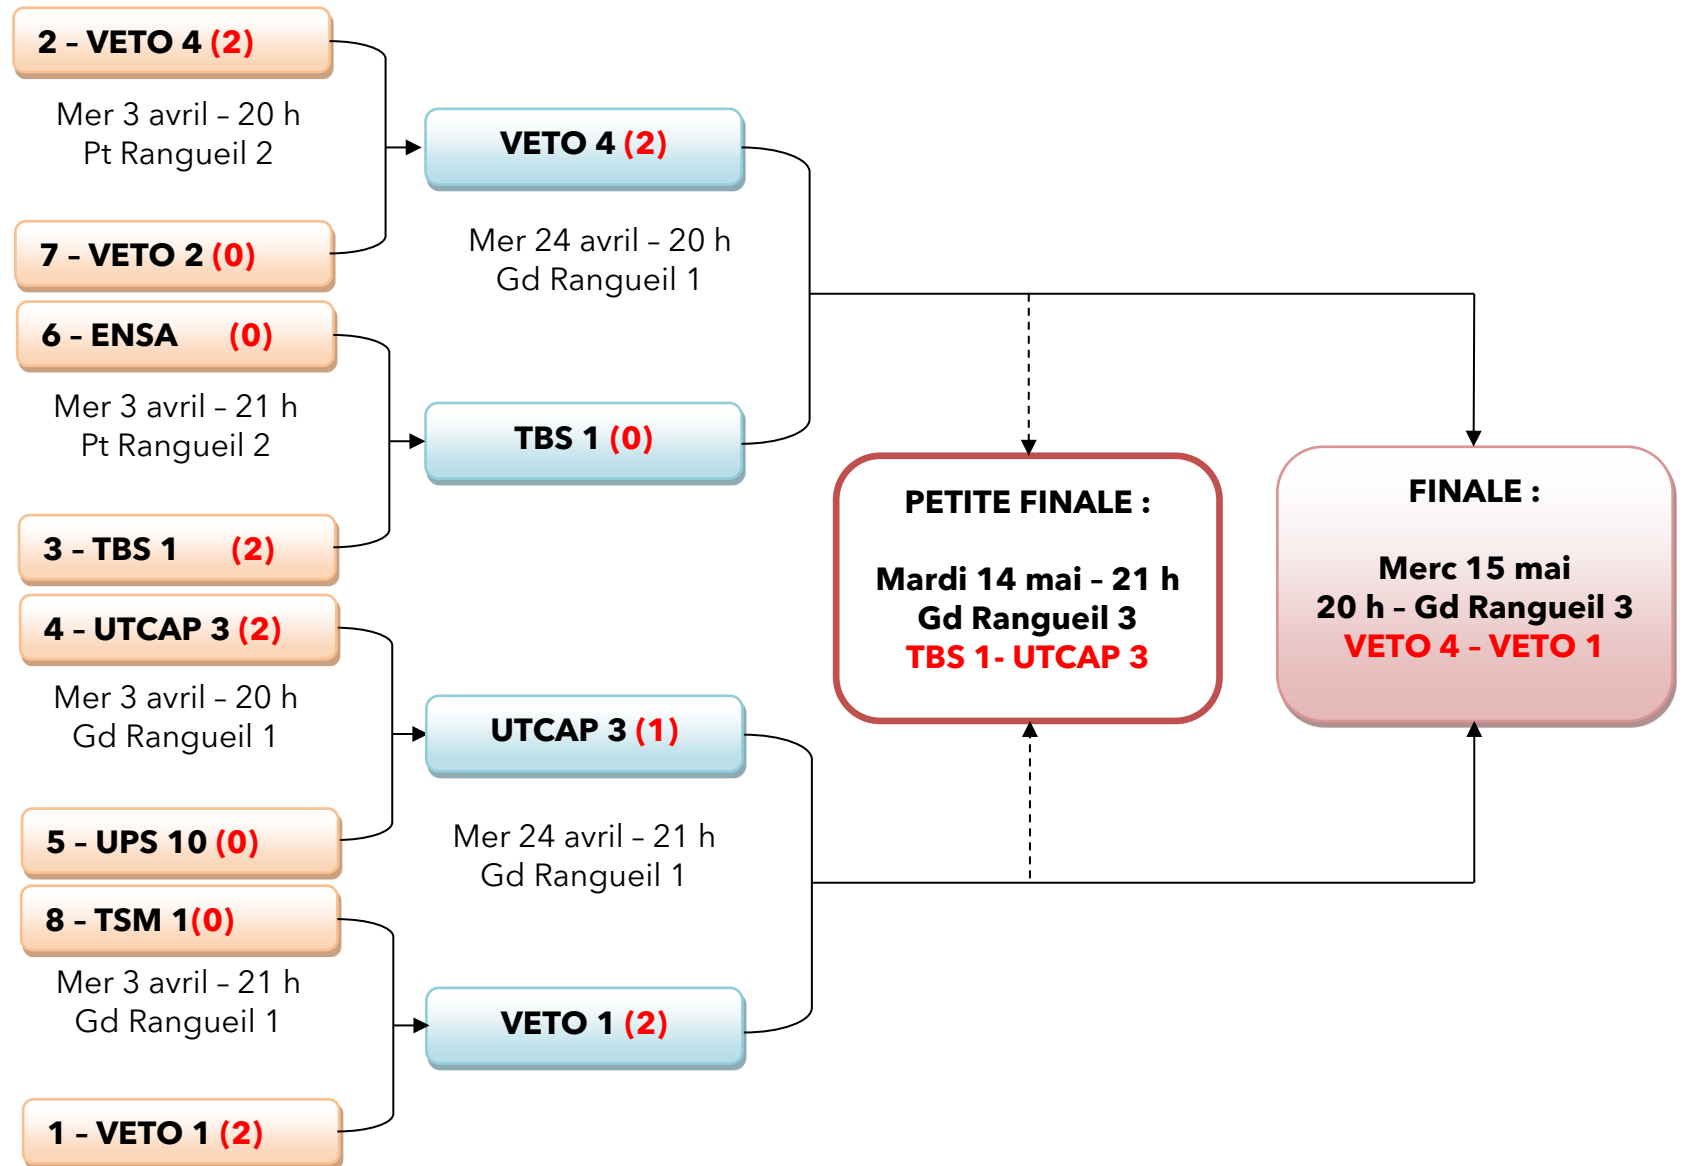 2 – VETO 4 (2)
Mer 3 avril – 20 h
Pt Rangueil 2
7 – VETO 2 (0)
6 – ENSA (0)
Mer 3 avril – 21 h
Pt Rangueil 2
3 – TBS 1 (2)
4 – UTCAP 3 (2)
Mer 3 avril – 20 h
Gd Rangueil 1
5 – UPS 10 (0)
8 – TSM 1(0)
Mer 3 avril – 21 h
Gd Rangueil 1
1 – VETO 1 (2)
VETO 4 (2)
Mer 24 avril – 20 h
Gd Rangueil 1
TBS 1 (0)
UTCAP 3 (1)
Mer 24 avril – 21 h
Gd Rangueil 1
VETO 1 (2)
PETITE FINALE :
Mardi 14 mai – 21 h
Gd Rangueil 3
TBS 1- UTCAP 3
FINALE :
Merc 15 mai
20 h – Gd Rangueil 3
VETO 4 – VETO 1